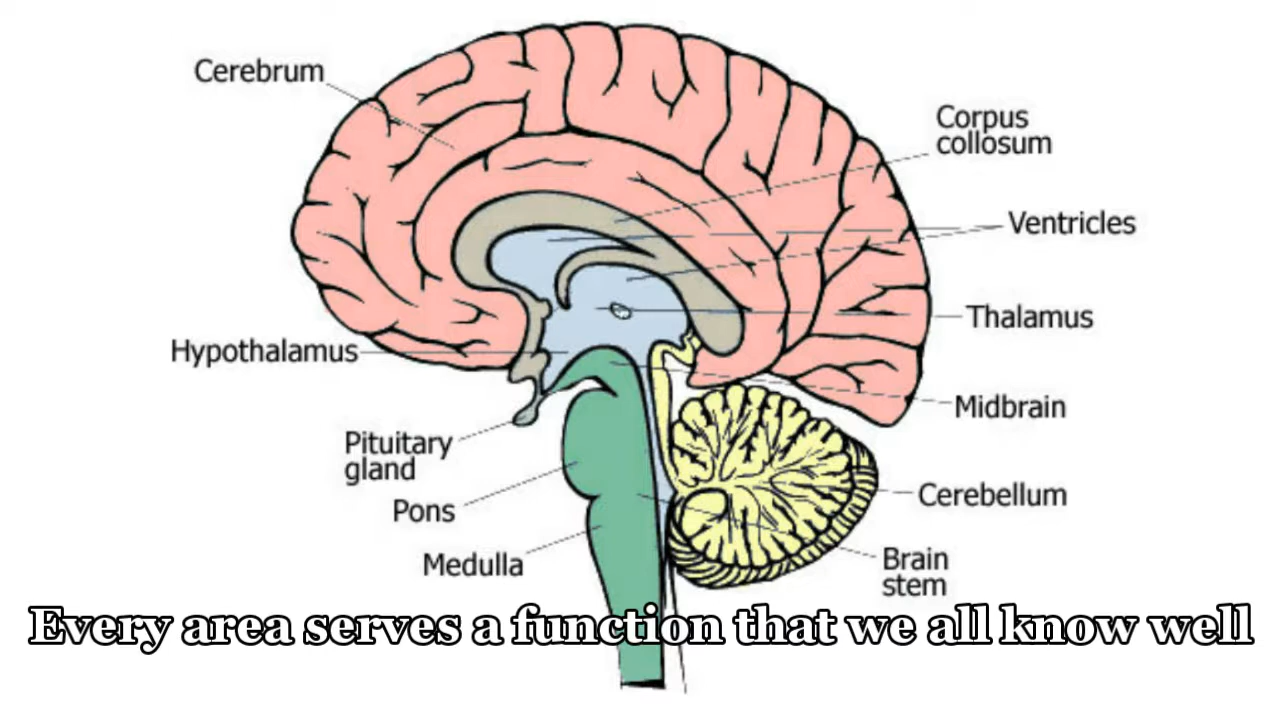 Cerebrum
Corpus
collosum
Ventricles
Thalamus
Hypothalamus
Midbrain
Pituitary
gland
Cerebellum
Pons
Medulla
Brain
stem
Every area serves a function that we all know well